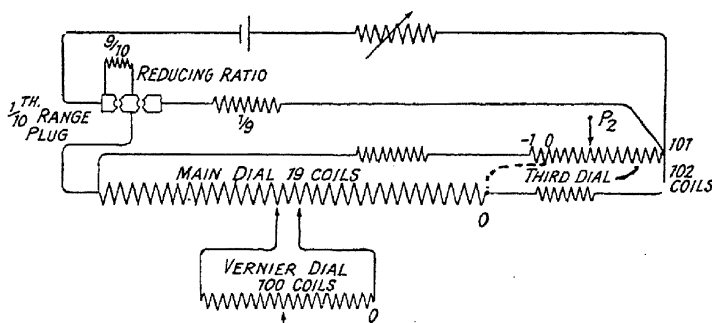 9/10
REDUCING RATIO
1/10 TH. RANGE
PLUG
1/9
-1 0
P2
101
102
COILS
THIRD DIAL
MAIN DIAL 19 COILS
0
VERNIER DIAL
100 COILS
0